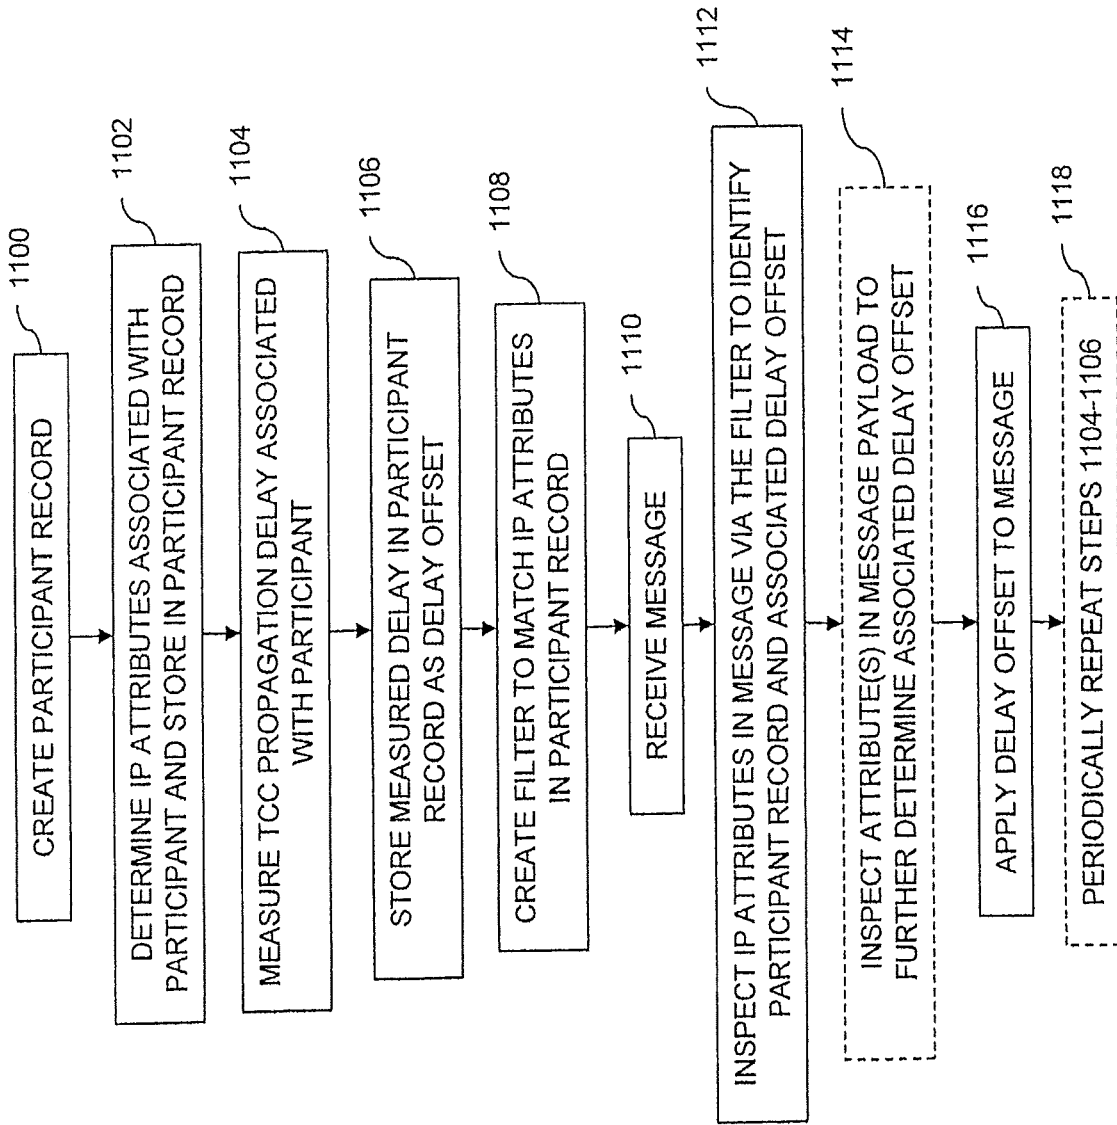 1100
CREATE PARTICIPANT RECORD
1102
DETERMINE IP ATTRIBUTES ASSOCIATED WITH
PARTICIPANT AND STORE IN PARTICIPANT RECORD
1104
MEASURE TCC PROPAGATION DELAY ASSOCIATED
WITH PARTICIPANT
1106
STORE MEASURED DELAY IN PARTICIPANT
RECORD AS DELAY OFFSET
1108
CREATE FILTER TO MATCH IP ATTRIBUTES
IN PARTICIPANT RECORD
1110
RECEIVE MESSAGE
1112
INSPECT IP ATTRIBUTES IN MESSAGE VIA THE FILTER TO IDENTIFY
PARTICIPANT RECORD AND ASSOCIATED DELAY OFFSET
1114
INSPECT ATTRIBUTE(S) IN MESSAGE PAYLOAD TO
FURTHER DETERMINE ASSOCIATED DELAY OFFSET
1116
APPLY DELAY OFFSET TO MESSAGE
1118
PERIODICALLY REPEAT STEPS 1104-1106